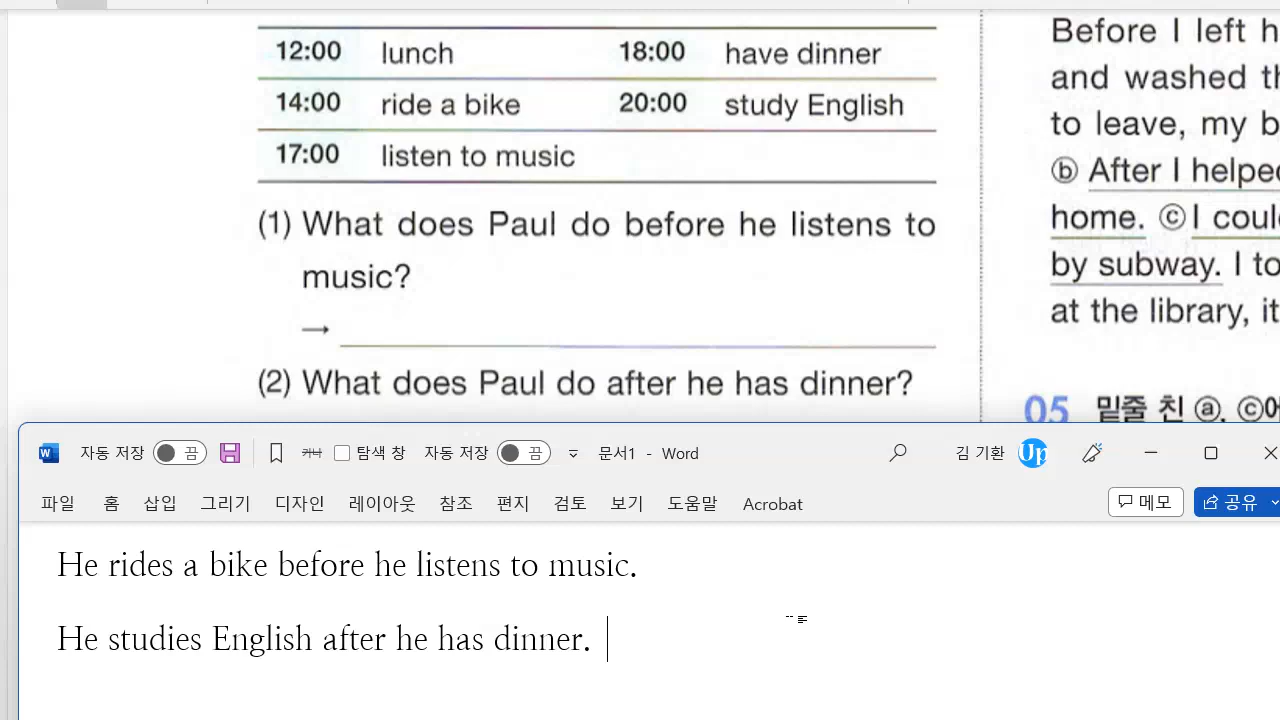 12:00 lunch 18:00 have dinner
14:00 ride a bike 20:00 study English
17:00 listen to music
(1) What does Paul do before he listens to
music?
→
(2) What does Paul do after he has dinner?
Before I left
and washed
to leave, my
ⓑ After I helped
home. ⓒ I
by subway. I
at the library,
05 밑줄 친 ⓐ, ⓒ에
자동 저장 끔 가나 탐색 창 자동 저장 끔 문서1 - Word 김 기환 Up
파일 홈 삽입 그리기 디자인 레이아웃 참조 편지 검토 보기 도움말 Acrobat 메모 공유
He rides a bike before he listens to music.
He studies English after he has dinner.